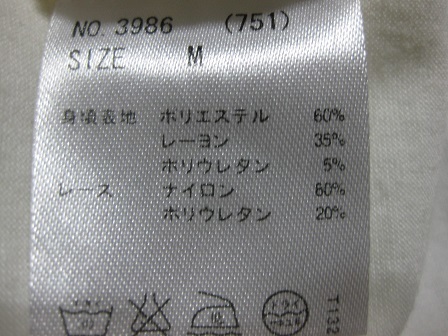 NO. 3986 (751)
SIZE M
身頃表地 ポリエステル 60%
レーヨン 35%
ポリウレタン 5%
レース ナイロン 80%
ポリウレタン 20%
T132